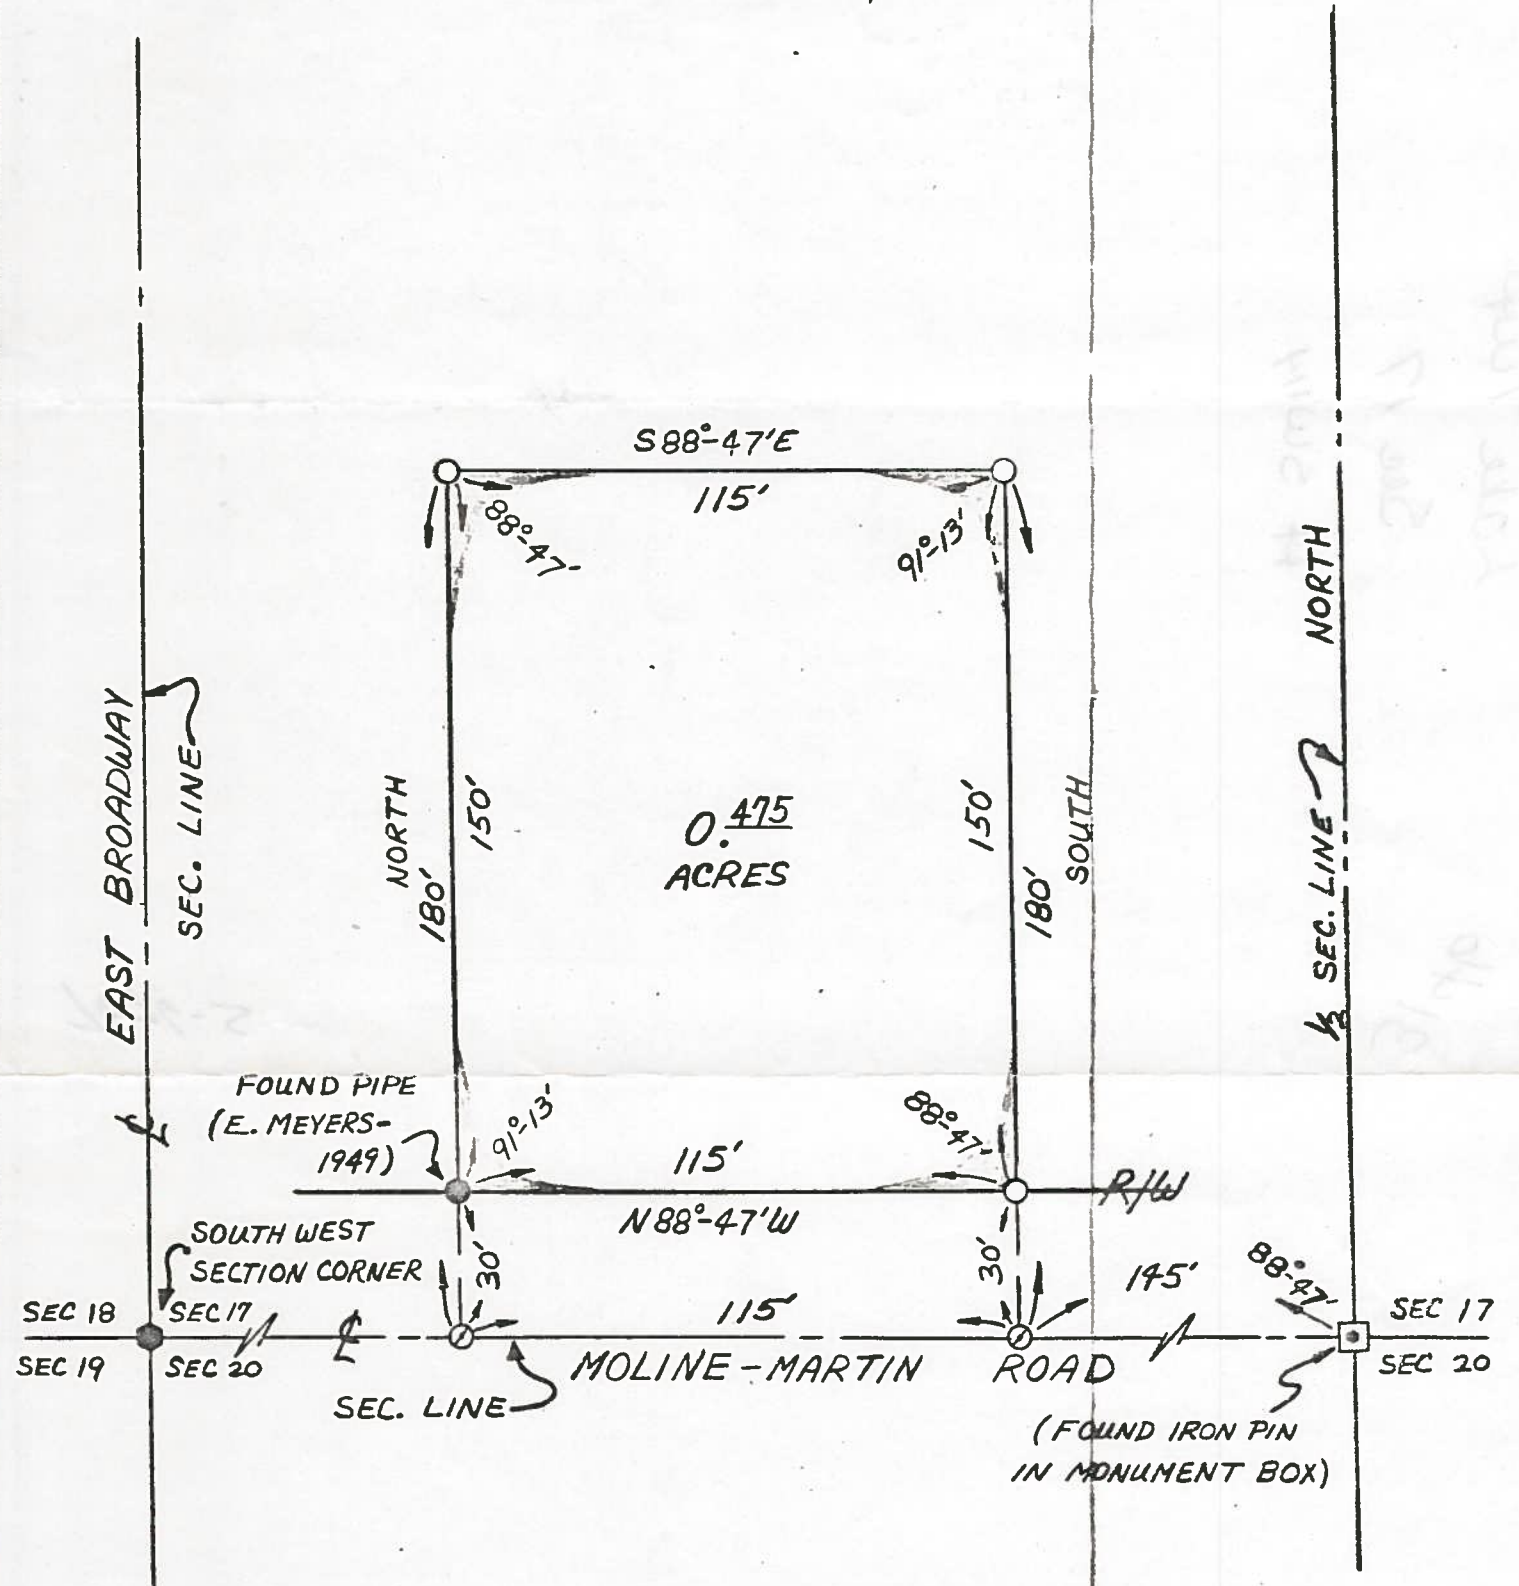 S88°-47'E
115'
88°-47'
91°-13'
NORTH
EAST BROADWAY
SEC. LINE
NORTH
180'
150'
0.475
ACRES
150'
180'
SOUTH
SEC. LINE
FOUND PIPE
(E. MEYERS-
1949)
91°-13'
88°-47'
115'
N88°-47'W
R/W
℄
SOUTH WEST
SECTION CORNER
30'
30'
145'
88°-47'
SEC 18
SEC 17
115'
SEC 17
SEC 19
SEC 20
℄
MOLINE-MARTIN ROAD
SEC 20
SEC. LINE
(FOUND IRON PIN
IN MONUMENT BOX)